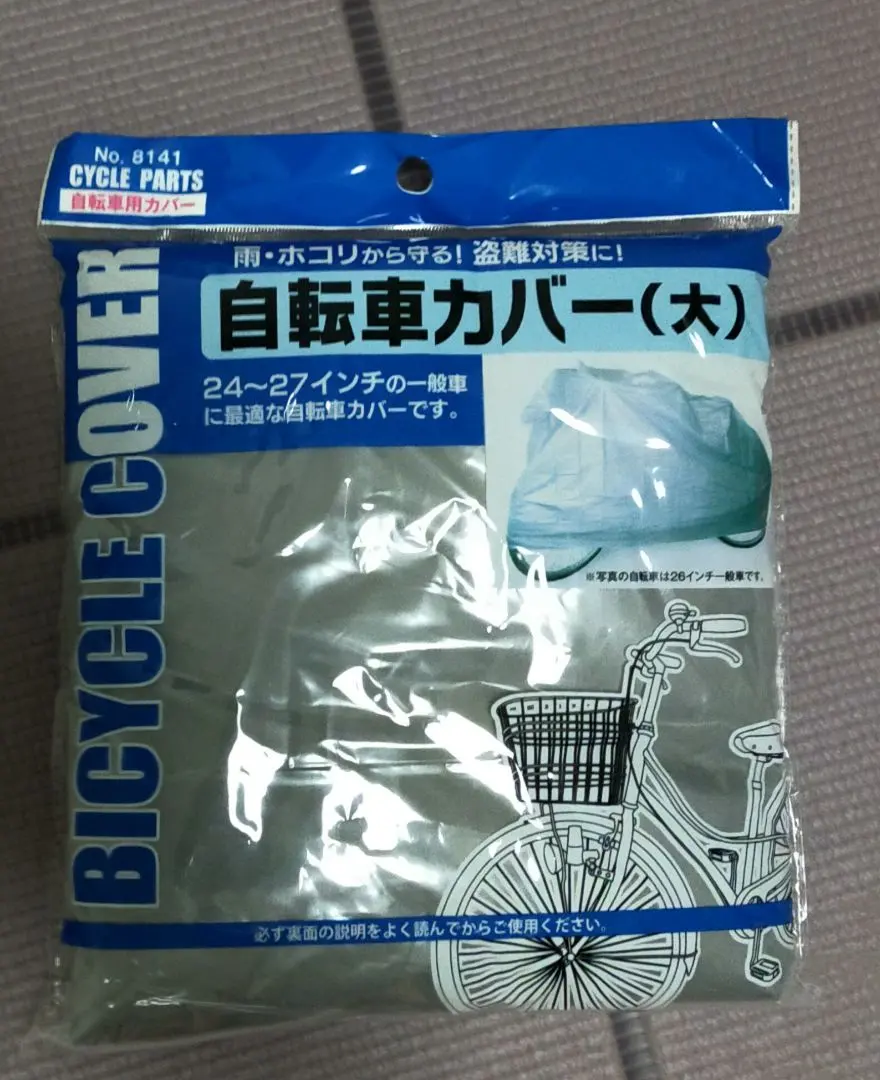 No. 8141
CYCLE PARTS
自転車用カバー
雨・ホコリから守る!盗難対策に!
自転車カバー(大)
24～27インチの一般車
に最適な自転車カバーです。
BICYCLE COVER
※写真の自転車は26インチ一般車です。
必ず裏面の説明をよく読んでからご使用ください。